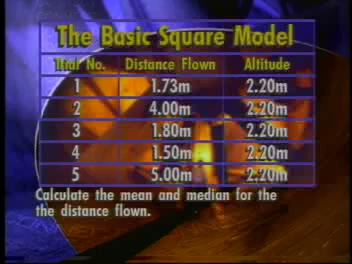 The Basic Square Model
Trial No. Distance Flown Altitude
1 1.73m 2.20m
2 4.00m 2.20m
3 1.80m 2.20m
4 1.50m 2.20m
5 5.00m 2.20m
Calculate the mean and median for the
the distance flown.